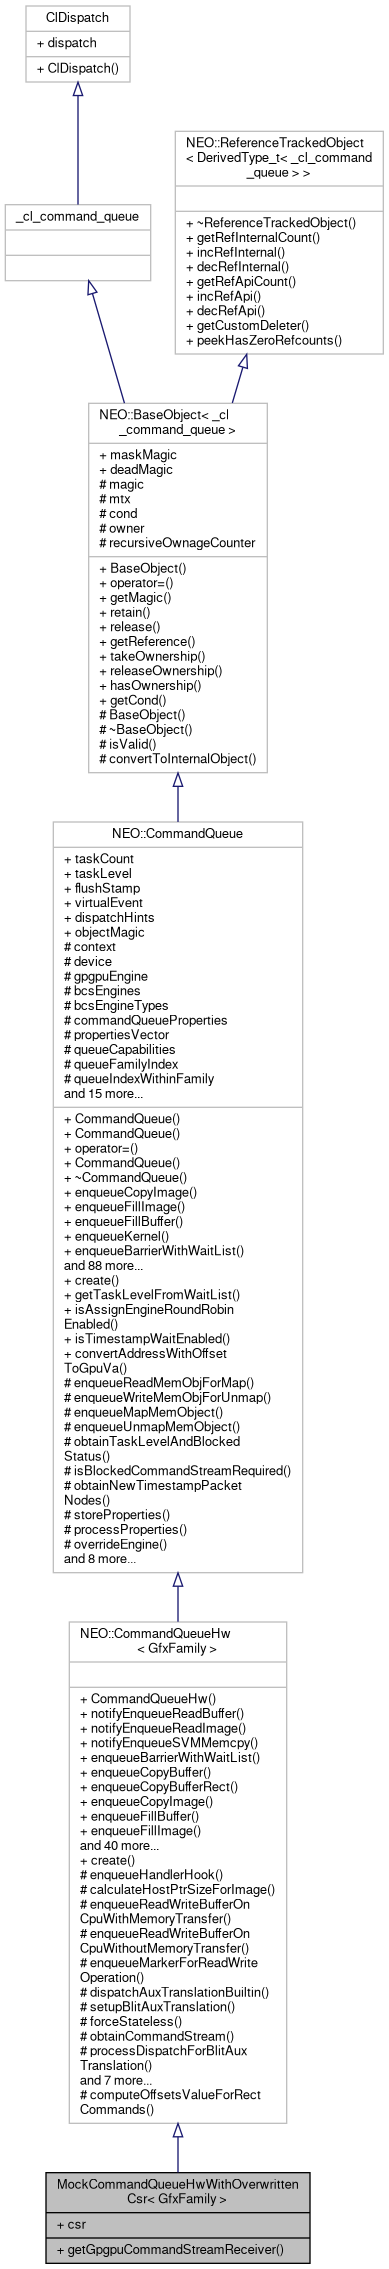 ClDispatch
+ dispatch
+ ClDispatch()
NEO::ReferenceTrackedObject
< DerivedType_t< _cl_command
_queue > >
+ ~ReferenceTrackedObject()
+ getRefInternalCount()
+ incRefInternal()
+ decRefInternal()
+ getRefApiCount()
+ incRefApi()
+ decRefApi()
+ getCustomDeleter()
+ peekHasZeroRefcounts()
_cl_command_queue
NEO::BaseObject< _cl
_command_queue >
+ maskMagic
+ deadMagic
# magic
# mtx
# cond
# owner
# recursiveOwnageCounter
+ BaseObject()
+ operator=()
+ getMagic()
+ retain()
+ release()
+ getReference()
+ takeOwnership()
+ releaseOwnership()
+ hasOwnership()
+ getCond()
# BaseObject()
# ~BaseObject()
# isValid()
# convertToInternalObject()
NEO::CommandQueue
+ taskCount
+ taskLevel
+ flushStamp
+ virtualEvent
+ dispatchHints
+ objectMagic
# context
# device
# gpgpuEngine
# bcsEngines
# bcsEngineTypes
# commandQueueProperties
# propertiesVector
# queueCapabilities
# queueFamilyIndex
# queueIndexWithinFamily
and 15 more...
+ CommandQueue()
+ CommandQueue()
+ operator=()
+ CommandQueue()
+ ~CommandQueue()
+ enqueueCopyImage()
+ enqueueFillImage()
+ enqueueFillBuffer()
+ enqueueKernel()
+ enqueueBarrierWithWaitList()
and 88 more...
+ create()
+ getTaskLevelFromWaitList()
+ isAssignEngineRoundRobin
Enabled()
+ isTimestampWaitEnabled()
+ convertAddressWithOffset
ToGpuVa()
# enqueueReadMemObjForMap()
# enqueueWriteMemObjForUnmap()
# enqueueMapMemObject()
# enqueueUnmapMemObject()
# obtainTaskLevelAndBlocked
Status()
# isBlockedCommandStreamRequired()
# obtainNewTimestampPacket
Nodes()
# storeProperties()
# processProperties()
# overrideEngine()
and 8 more...
NEO::CommandQueueHw
< GfxFamily >
+ CommandQueueHw()
+ notifyEnqueueReadBuffer()
+ notifyEnqueueReadImage()
+ notifyEnqueueSVMMemcpy()
+ enqueueBarrierWithWaitList()
+ enqueueCopyBuffer()
+ enqueueCopyBufferRect()
+ enqueueCopyImage()
+ enqueueFillBuffer()
+ enqueueFillImage()
and 40 more...
+ create()
# enqueueHandlerHook()
# calculateHostPtrSizeForImage()
# enqueueReadWriteBufferOn
CpuWithMemoryTransfer()
# enqueueReadWriteBufferOn
CpuWithoutMemoryTransfer()
# enqueueMarkerForReadWrite
Operation()
# dispatchAuxTranslationBuiltin()
# setupBlitAuxTranslation()
# forceStateless()
# obtainCommandStream()
# processDispatchForBlitAux
Translation()
and 7 more...
# computeOffsetsValueForRect
Commands()
MockCommandQueueHwWithOverwritten
Csr< GfxFamily >
+ csr
+ getGpgpuCommandStreamReceiver()